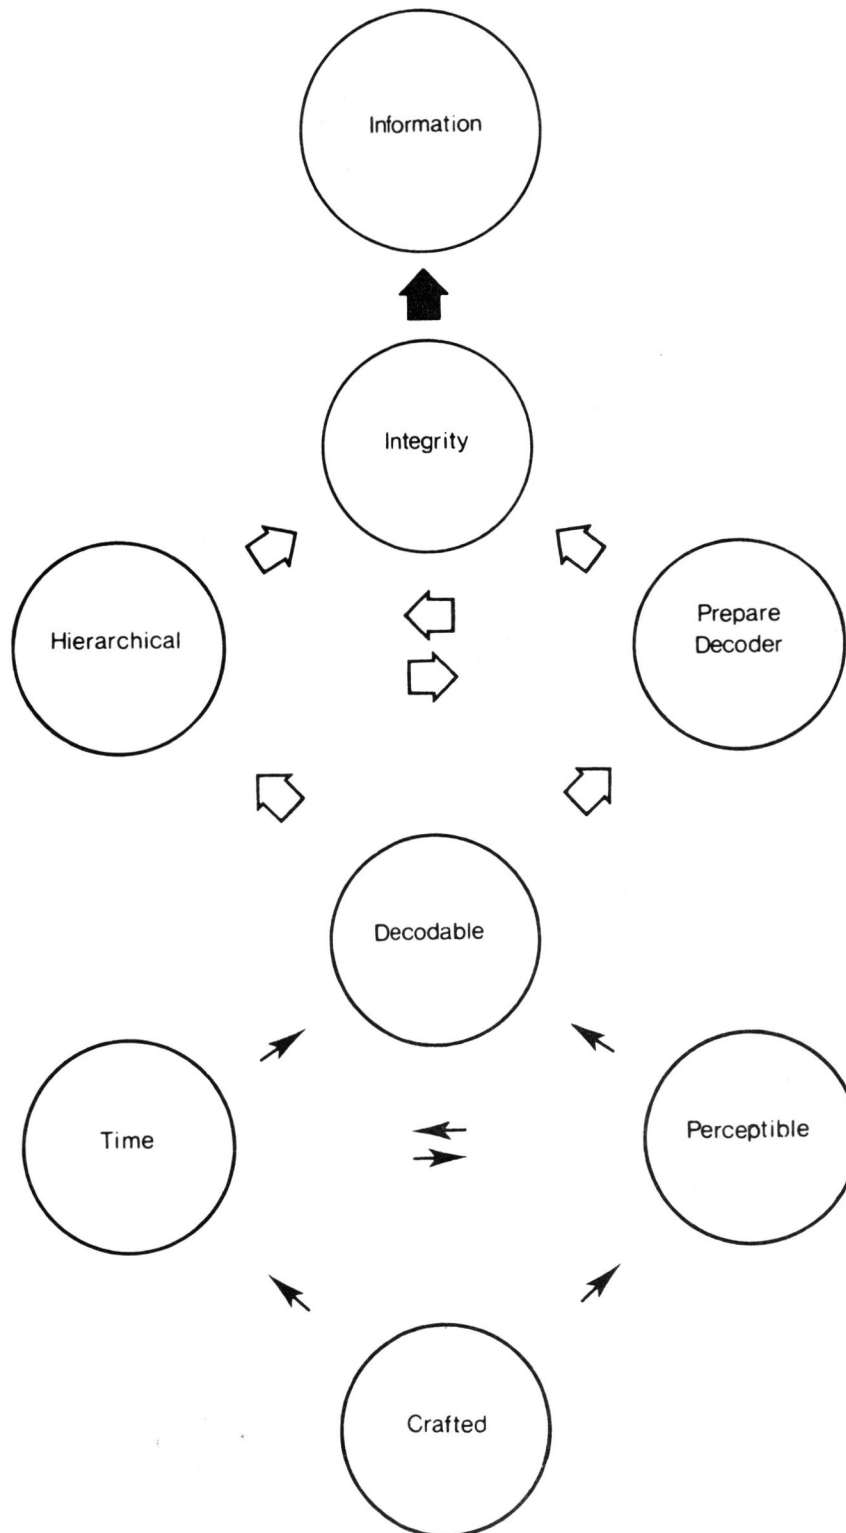 Information
Integrity
Hierarchical
Prepare
Decoder
Decodable
Time
Perceptible
Crafted